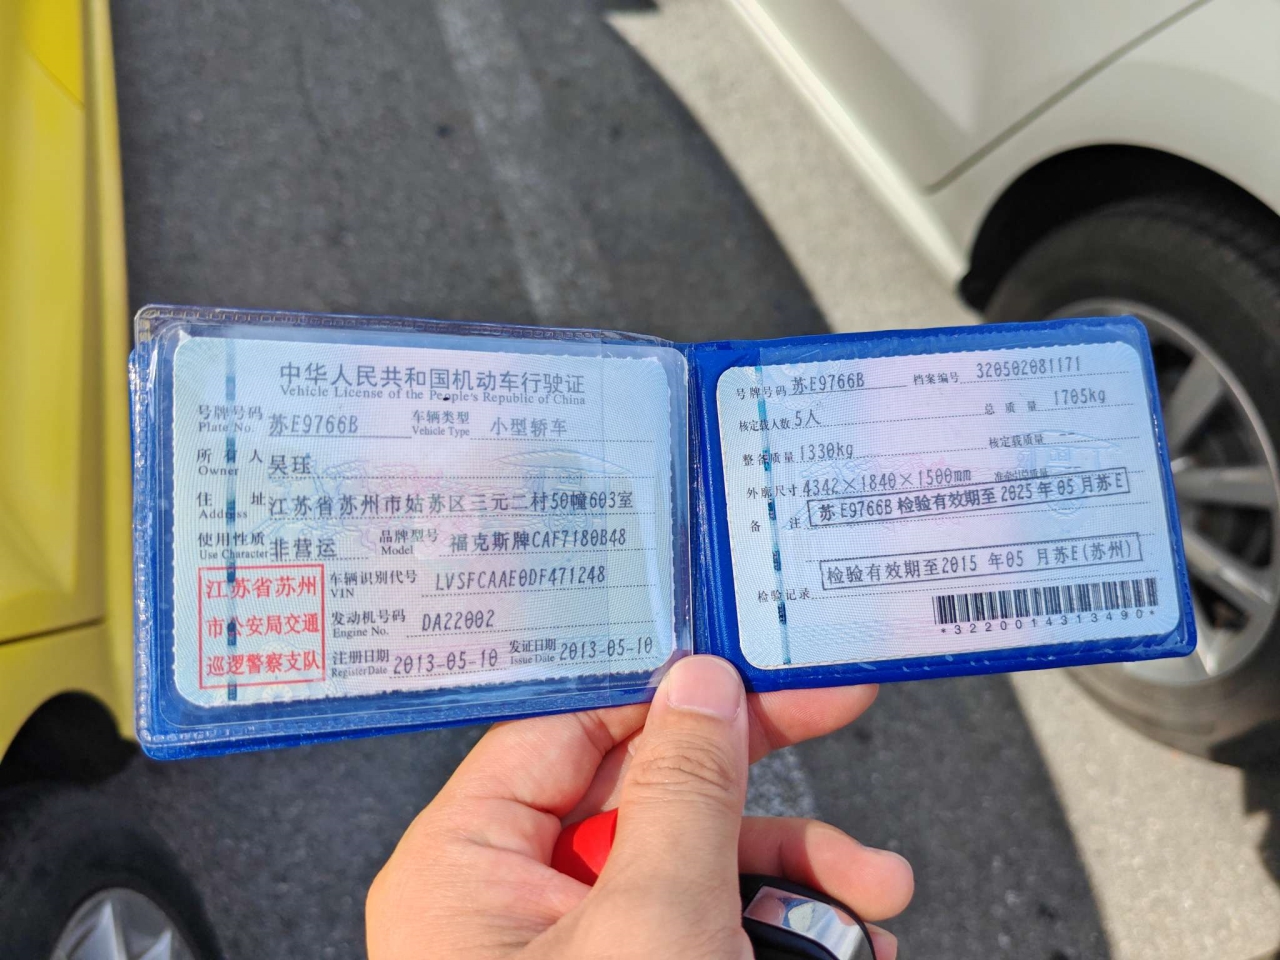 中华人民共和国机动车行驶证
Vehicle License of the People's Republic of China
号牌号码 苏E9766B 车辆类型 小型轿车
Plate No. Vehicle Type
所有人 吴珏
Owner
住址 江苏省苏州市姑苏区三元二村50幢603室
Address
使用性质 非营运 品牌型号 福克斯牌CAF7180B48
Use Character Model
江苏省苏州
市公安局交通
巡逻警察支队
车辆识别代号 LVSFCAAE0DF471248
VIN
发动机号码 DA22002
Engine No.
注册日期 2013-05-10 发证日期 2013-05-10
Register Date Issue Date
号牌号码 苏E9766B 档案编号 320502081171
核定载人数 5人 总质量 1705kg
整备质量 1330kg 核定载质量 --
外廓尺寸 4342×1840×1500mm
备注 苏E9766B 检验有效期至 2025年05月苏E
检验有效期至2015年05月苏E(苏州)
检验记录
*3220014313490*